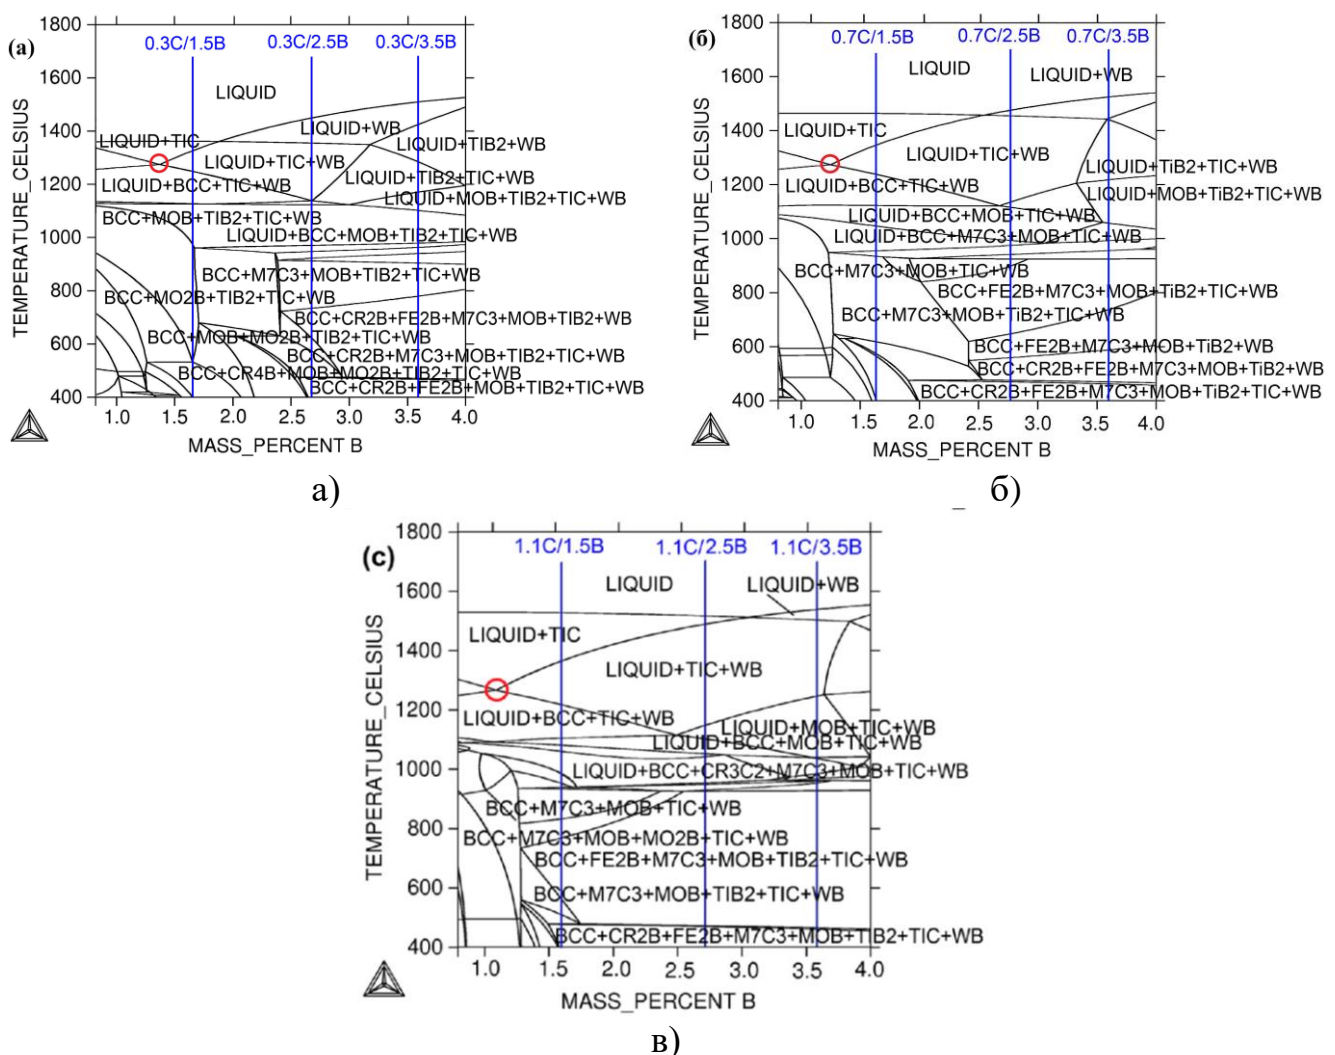 (a)
0.3C/1.5B 0.3C/2.5B 0.3C/3.5B
1800
1600
1400
1200
1000
800
600
400
TEMPERATURE_CELSIUS
LIQUID
LIQUID+TIC
LIQUID+WB
LIQUID+TIB2+WB
LIQUID+TIC+WB
LIQUID+TIB2+TIC+WB
LIQUID+BCC+TIC+WB
LIQUID+MOB+TIB2+TIC+WB
BCC+MOB+TIB2+TIC+WB
LIQUID+BCC+MOB+TIB2+TIC+WB
BCC+M7C3+MOB+TIB2+TIC+WB
BCC+MO2B+TIB2+TIC+WB
BCC+CR2B+FE2B+M7C3+MOB+TIB2+WB
BCC+MOB+MO2B+TIB2+TIC+WB
BCC+CR2B+M7C3+MOB+TIB2+TIC+WB
BCC+CR4B+MOB+MO2B+TIB2+TIC+WB
BCC+CR2B+FE2B+MOB+TIB2+TIC+WB
1.0 1.5 2.0 2.5 3.0 3.5 4.0
MASS_PERCENT B
а)
(б)
0.7C/1.5B 0.7C/2.5B 0.7C/3.5B
1800
1600
1400
1200
1000
800
600
400
TEMPERATURE_CELSIUS
LIQUID
LIQUID+WB
LIQUID+TIC
LIQUID+TIC+WB
LIQUID+TiB2+TIC+WB
LIQUID+BCC+TIC+WB
LIQUID+MOB+TiB2+TIC+WB
LIQUID+BCC+MOB+TIC+WB
LIQUID+BCC+M7C3+MOB+TIC+WB
BCC+M7C3+MOB+TIC+WB
BCC+FE2B+M7C3+MOB+TiB2+TIC+WB
BCC+M7C3+MOB+TiB2+TIC+WB
BCC+FE2B+M7C3+MOB+TiB2+WB
BCC+CR2B+FE2B+M7C3+MOB+TiB2+WB
BCC+CR2B+FE2B+M7C3+MOB+TiB2+TIC+WB
1.0 1.5 2.0 2.5 3.0 3.5 4.0
MASS_PERCENT B
б)
(c)
1.1C/1.5B 1.1C/2.5B 1.1C/3.5B
1800
1600
1400
1200
1000
800
600
400
TEMPERATURE_CELSIUS
LIQUID
LIQUID+WB
LIQUID+TIC
LIQUID+TIC+WB
LIQUID+BCC+TIC+WB
LIQUID+MOB+TIC+WB
LIQUID+BCC+MOB+TIC+WB
LIQUID+BCC+CR3C2+M7C3+MOB+TIC+WB
BCC+M7C3+MOB+TIC+WB
BCC+M7C3+MOB+MO2B+TIC+WB
BCC+FE2B+M7C3+MOB+TIB2+TIC+WB
BCC+M7C3+MOB+TIB2+TIC+WB
BCC+CR2B+FE2B+M7C3+MOB+TIB2+TIC+WB
1.0 1.5 2.0 2.5 3.0 3.5 4.0
MASS_PERCENT B
в)